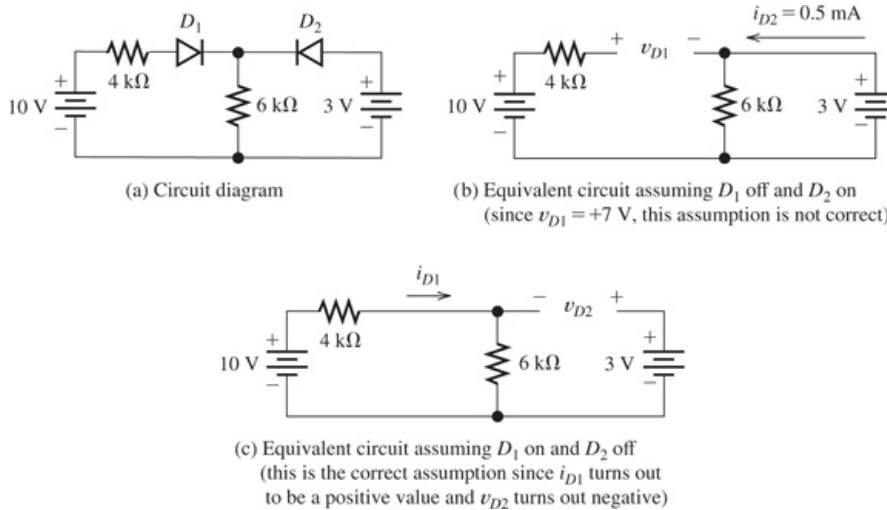 D1 D2
4 kΩ
10 V
6 kΩ
3 V
+
−
+
−
(a) Circuit diagram
iD2 = 0.5 mA
+ vD1 −
4 kΩ
10 V
6 kΩ
3 V
+
−
+
−
(b) Equivalent circuit assuming D1 off and D2 on
(since vD1 = +7 V, this assumption is not correct)
iD1
− vD2 +
4 kΩ
10 V
6 kΩ
3 V
+
−
+
−
(c) Equivalent circuit assuming D1 on and D2 off
(this is the correct assumption since iD1 turns out
to be a positive value and vD2 turns out negative)